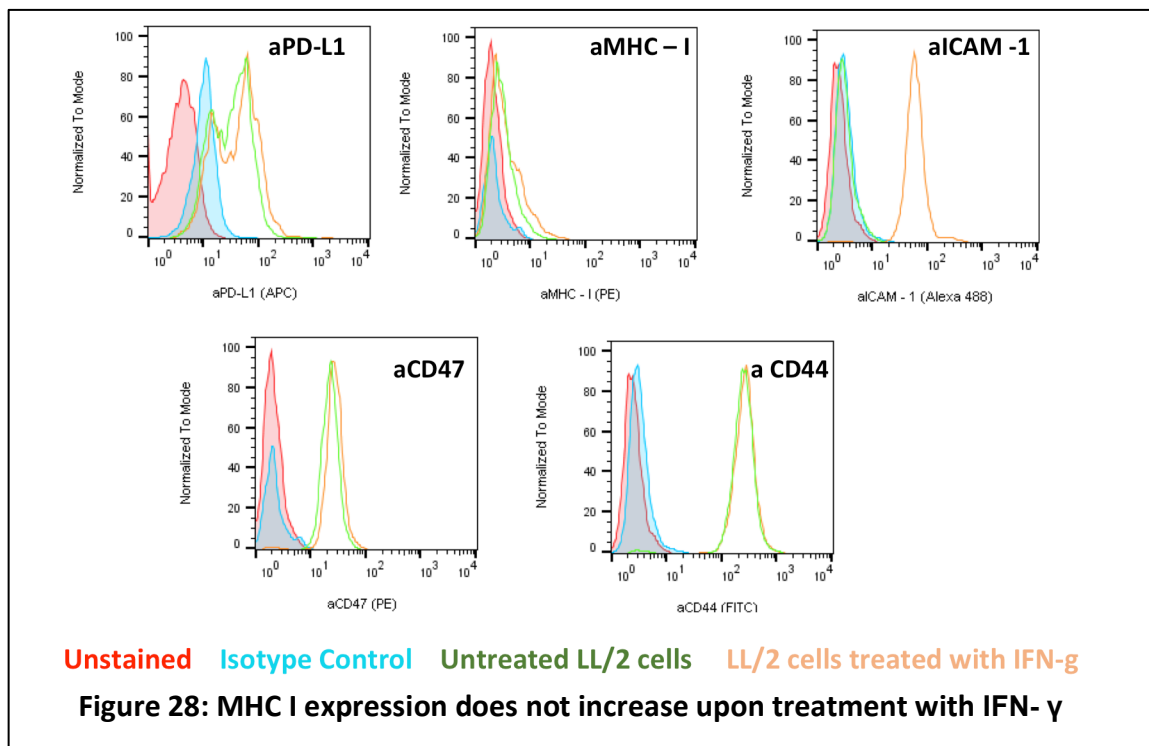 aPD-L1
Normalized To Mode
100
80
60
40
20
0
10^0 10^1 10^2 10^3 10^4
aPD-L1 (APC)
aMHC – I
Normalized To Mode
100
80
60
40
20
0
10^0 10^1 10^2 10^3 10^4
aMHC - I (PE)
aICAM -1
Normalized To Mode
100
80
60
40
20
0
10^0 10^1 10^2 10^3 10^4
aICAM - 1 (Alexa 488)
aCD47
Normalized To Mode
100
80
60
40
20
0
10^0 10^1 10^2 10^3 10^4
aCD47 (PE)
a CD44
Normalized To Mode
100
80
60
40
20
0
10^0 10^1 10^2 10^3 10^4
aCD44 (FITC)
Unstained Isotype Control Untreated LL/2 cells LL/2 cells treated with IFN-g
Figure 28: MHC I expression does not increase upon treatment with IFN- γ